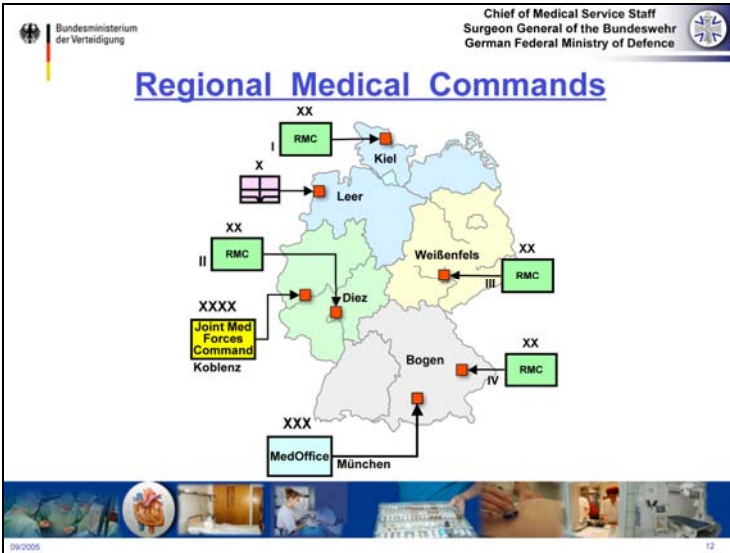 Bundesministerium
der Verteidigung
Chief of Medical Service Staff
Surgeon General of the Bundeswehr
German Federal Ministry of Defence
Regional Medical Commands
XX
RMC
I
Kiel
X
Leer
XX
RMC
II
Weißenfels
XX
RMC
III
XXXX
Joint Med
Forces
Command
Koblenz
Diez
Bogen
XX
RMC
IV
XXX
MedOffice
München
09/2005
12